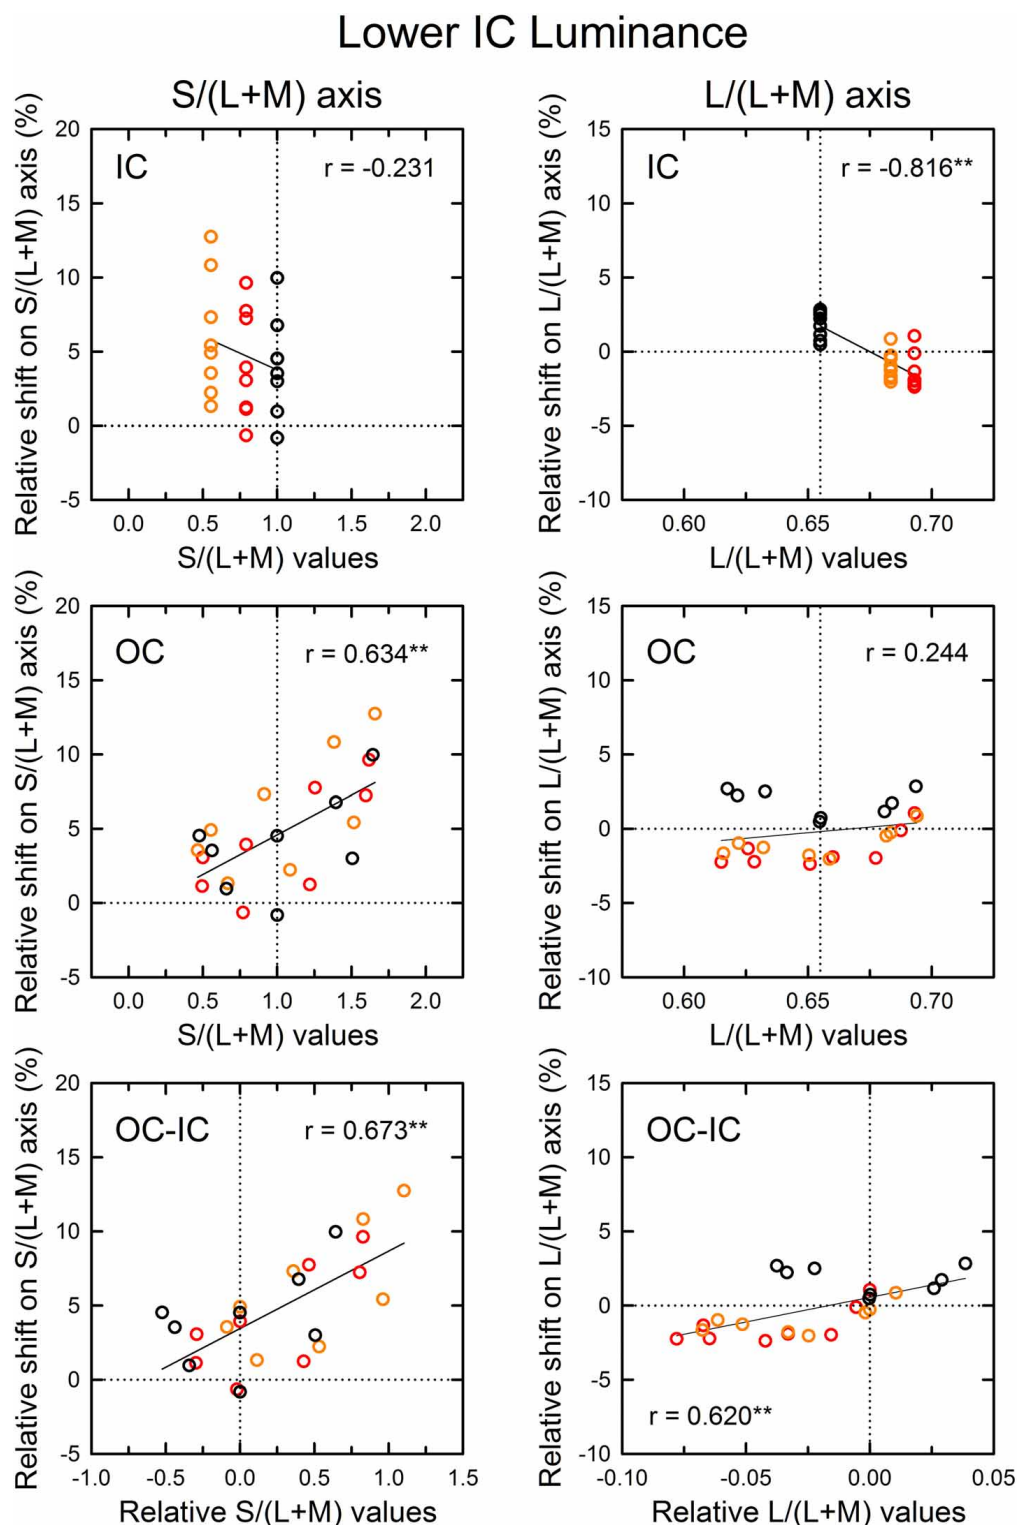 Lower IC Luminance
S/(L+M) axis
L/(L+M) axis
Relative shift on S/(L+M) axis (%)
20
15
10
5
0
-5
IC
r = -0.231
0.0 0.5 1.0 1.5 2.0
S/(L+M) values
Relative shift on L/(L+M) axis (%)
15
10
5
0
-5
-10
IC
r = -0.816**
0.60 0.65 0.70
L/(L+M) values
Relative shift on S/(L+M) axis (%)
20
15
10
5
0
-5
OC
r = 0.634**
0.0 0.5 1.0 1.5 2.0
S/(L+M) values
Relative shift on L/(L+M) axis (%)
15
10
5
0
-5
-10
OC
r = 0.244
0.60 0.65 0.70
L/(L+M) values
Relative shift on S/(L+M) axis (%)
20
15
10
5
0
-5
OC-IC
r = 0.673**
-1.0 -0.5 0.0 0.5 1.0 1.5
Relative S/(L+M) values
Relative shift on L/(L+M) axis (%)
15
10
5
0
-5
-10
OC-IC
r = 0.620**
-0.10 -0.05 0.00 0.05
Relative L/(L+M) values